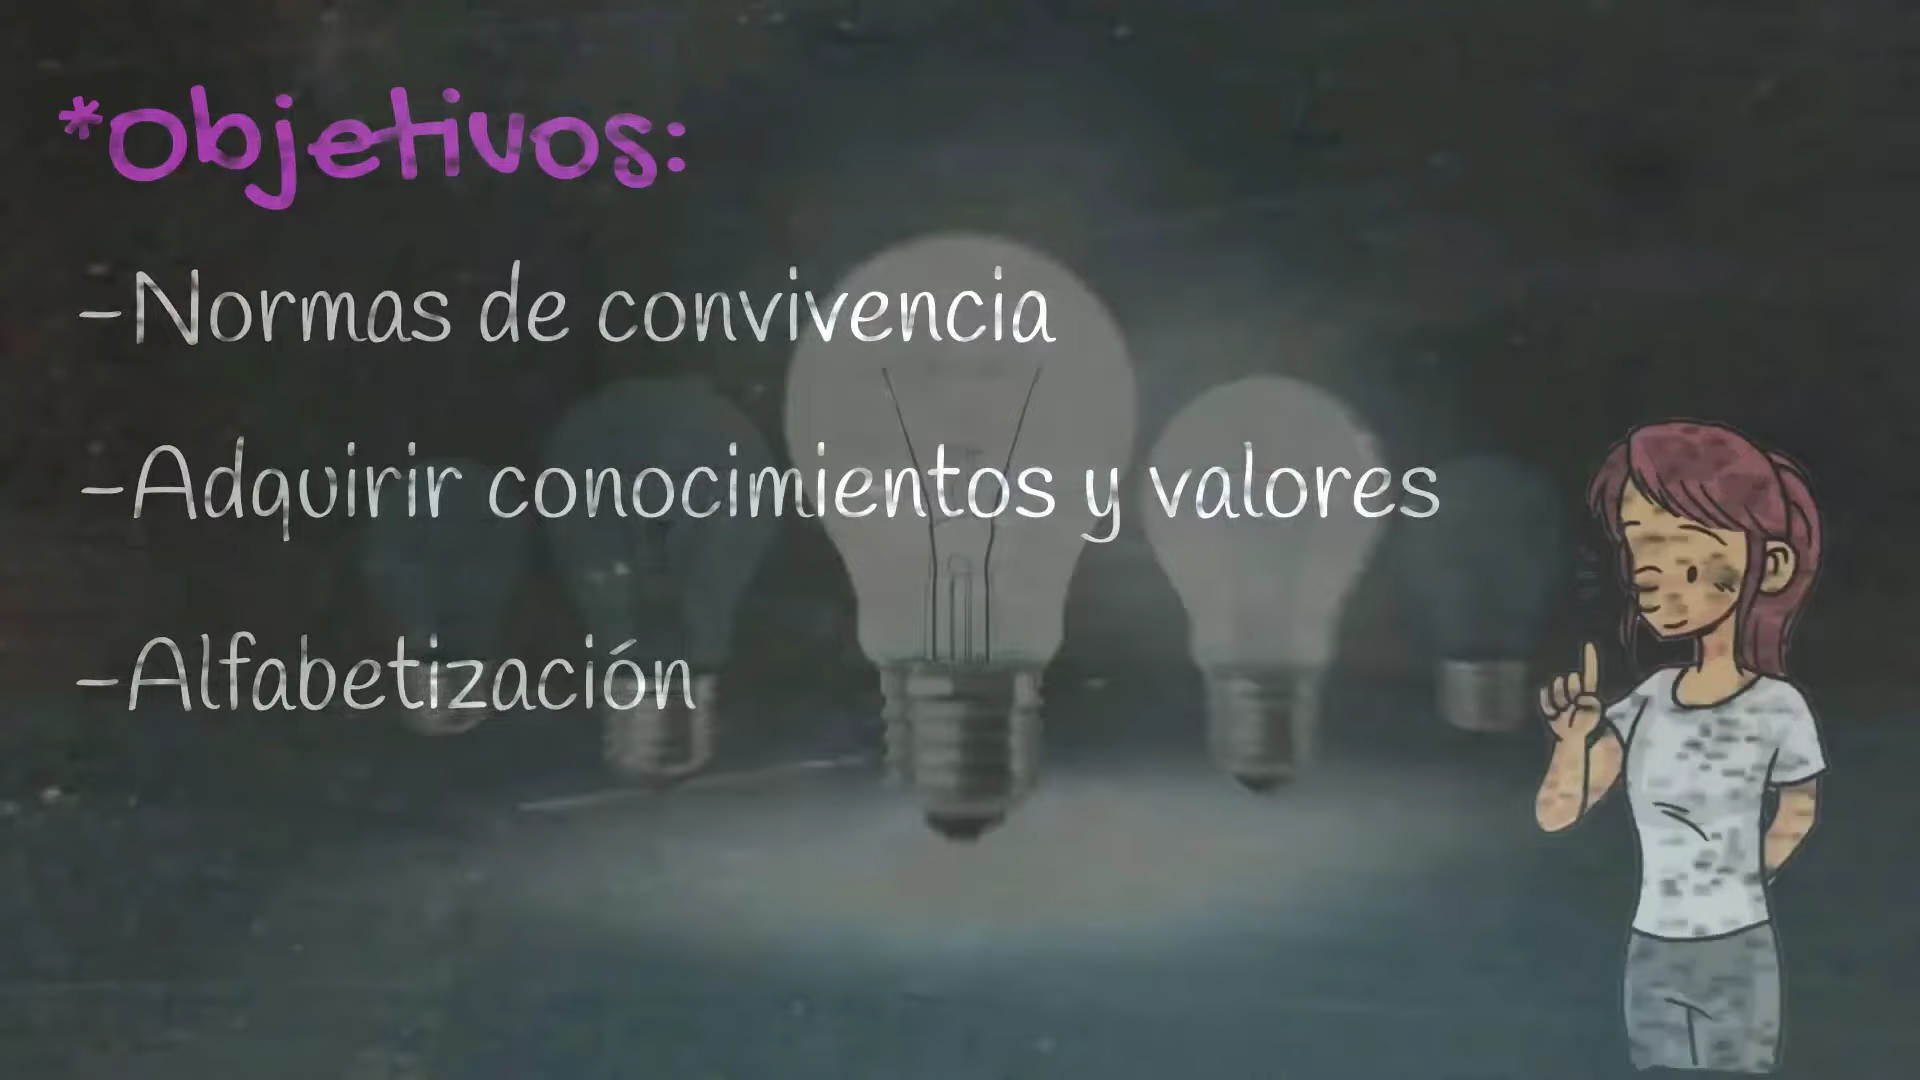 *Objetivos:
-Normas de convivencia
-Adquirir conocimientos y valores
-Alfabetización